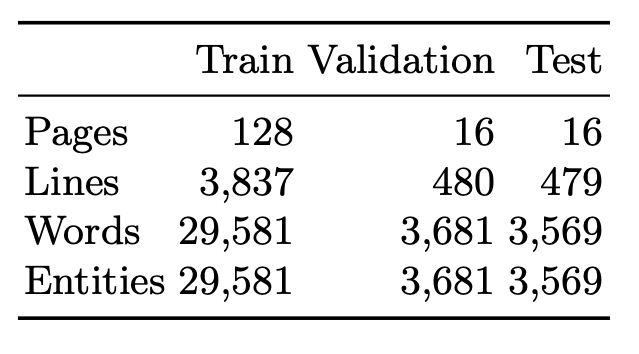 Train Validation Test
Pages 128 16 16
Lines 3,837 480 479
Words 29,581 3,681 3,569
Entities 29,581 3,681 3,569